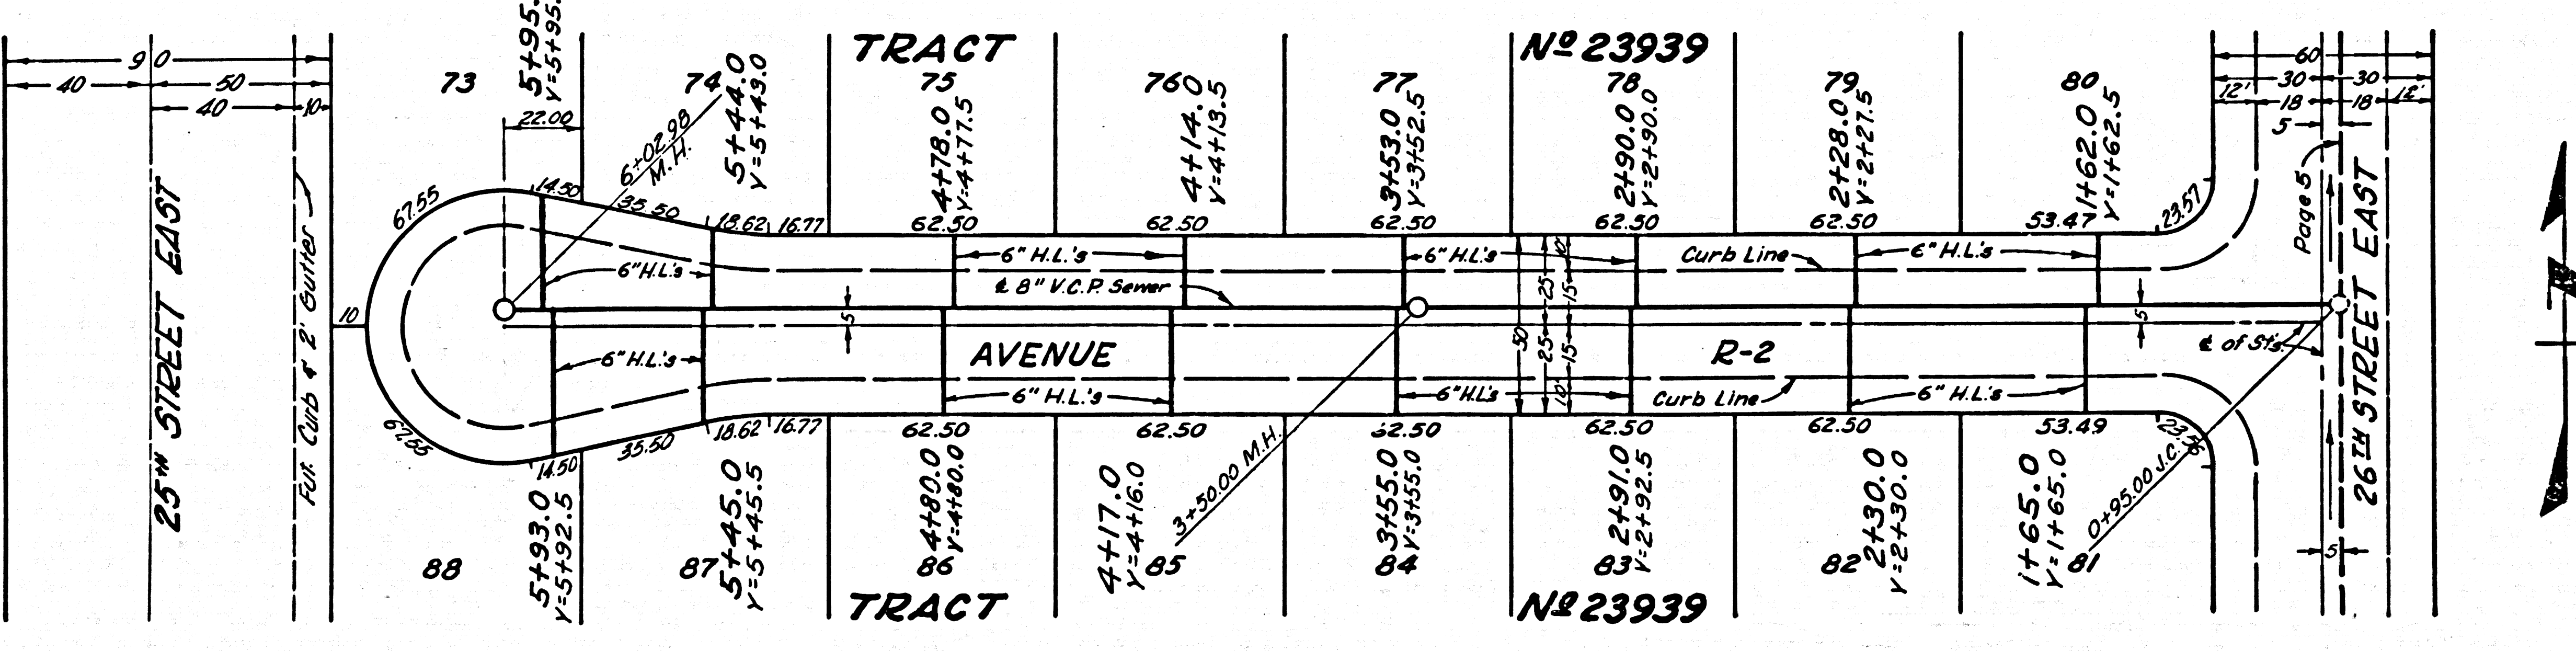 TRACT
Nº 23939
90
40
50
40
10
73
74
75
76
77
78
79
80
5+95.
Y=5+95.
5+44.0
Y=5+43.0
4+78.0
Y=4+77.5
4+14.0
Y=4+13.5
3+53.0
Y=3+52.5
2+90.0
Y=2+90.0
2+28.0
Y=2+27.5
1+62.0
Y=1+62.5
60
30
30
12'
18
18
12'
5
22.00
6+02.98
M.H.
67.55
14.50
35.50
18.62
16.77
62.50
62.50
62.50
62.50
62.50
53.47
23.57
25TH STREET EAST
Fut. Curb & 2' Gutter
Page 5
26TH STREET EAST
6" H.L.'s
6" H.L.'s
6" H.L.'s
Curb Line
6" H.L.'s
℄ 8" V.C.P. Sewer
10
5
50
25
25
10'
15
15
10'
5
N
6" H.L.'s
AVENUE
R-2
℄ of Sts.
6" H.L.'s
6" H.L's
Curb Line
6" H.L.'s
67.55
14.50
35.50
18.62
16.77
62.50
62.50
62.50
62.50
62.50
53.49
23.56
5+93.0
Y=5+92.5
5+45.0
Y=5+45.5
4+80.0
Y=4+80.0
4+17.0
Y=4+16.0
3+50.00 M.H.
3+55.0
Y=3+55.0
2+91.0
Y=2+92.5
2+30.0
Y=2+30.0
1+65.0
Y=1+65.0
0+95.00 J.C.
5
88
87
86
85
84
83
82
81
TRACT
Nº 23939